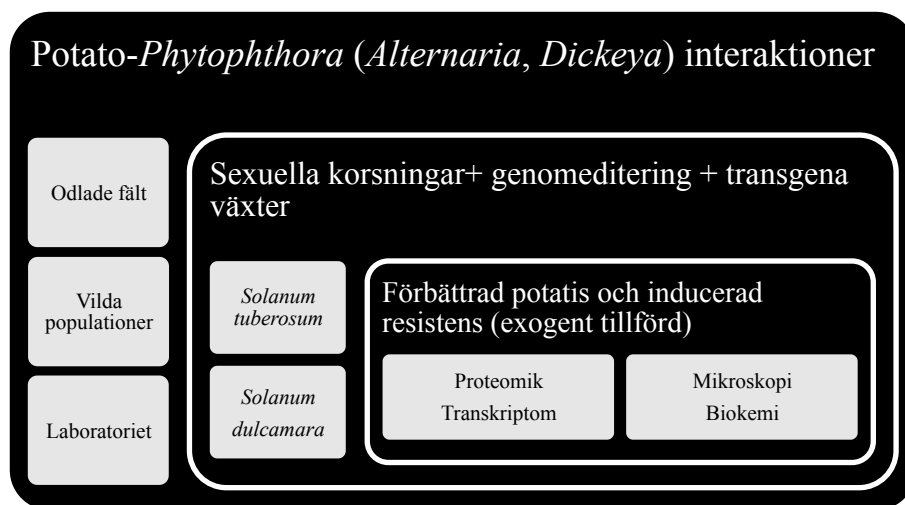 Potato-Phytophthora (Alternaria, Dickeya) interaktioner
Odlade fält
Vilda
populationer
Laboratoriet
Sexuella korsningar+ genomeditering + transgena
växter
Solanum
tuberosum
Solanum
dulcamara
Förbättrad potatis och inducerad
resistens (exogent tillförd)
Proteomik
Transkriptom
Mikroskopi
Biokemi